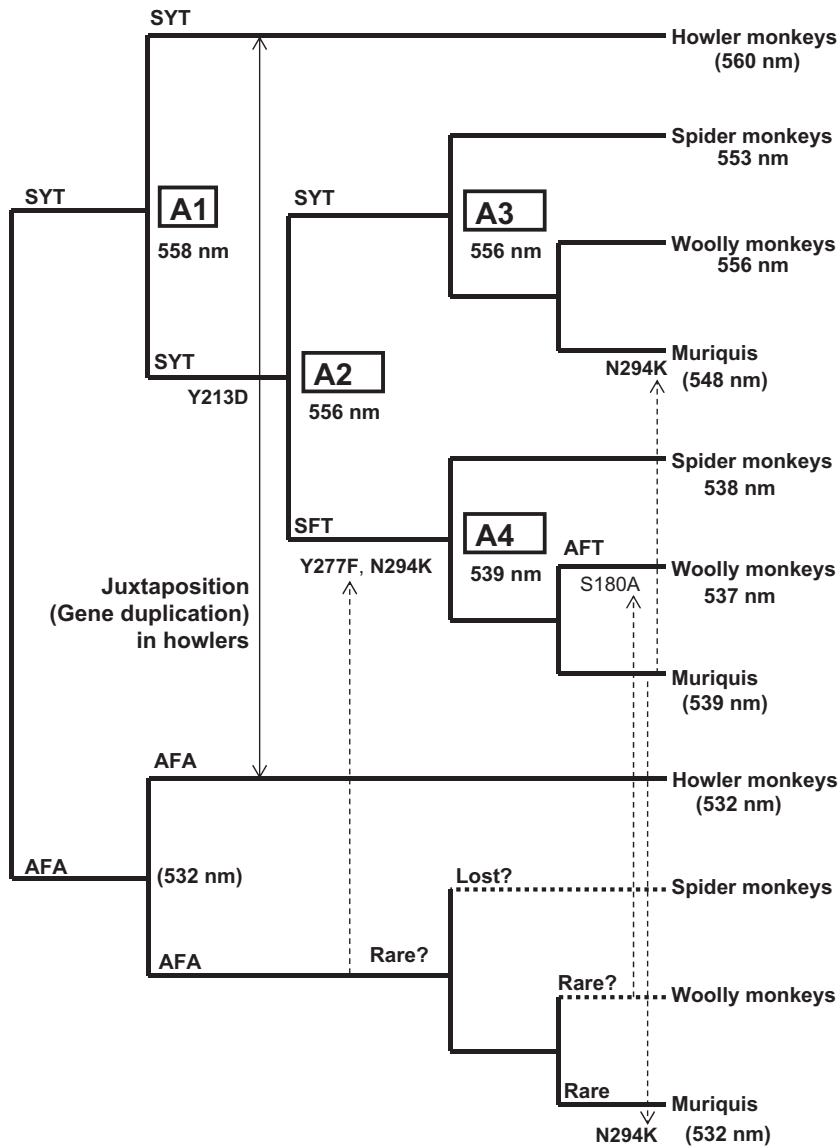 SYT
Howler monkeys
(560 nm)
Spider monkeys
553 nm
SYT
SYT
A1
A3
558 nm
556 nm
Woolly monkeys
556 nm
SYT
A2
Y213D
556 nm
Muriquis
N294K
(548 nm)
Spider monkeys
538 nm
SFT
A4
AFT
Y277F, N294K
539 nm
Woolly monkeys
S180A
537 nm
Juxtaposition
(Gene duplication)
in howlers
Muriquis
(539 nm)
AFA
Howler monkeys
(532 nm)
AFA
(532 nm)
Lost?
Spider monkeys
AFA
Rare?
Rare?
Woolly monkeys
Rare
Muriquis
N294K
(532 nm)